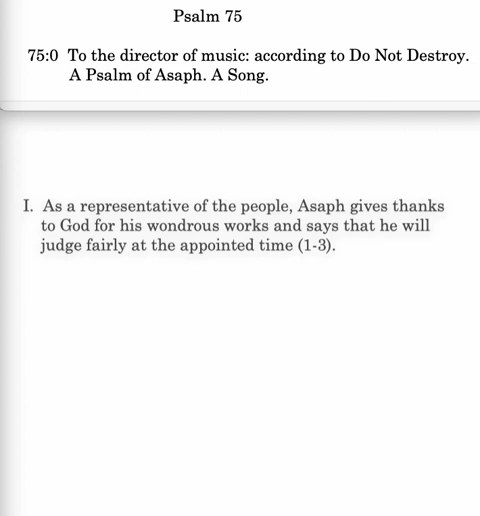 Psalm 75
75:0 To the director of music: according to Do Not Destroy.
A Psalm of Asaph. A Song.
I. As a representative of the people, Asaph gives thanks
to God for his wondrous works and says that he will
judge fairly at the appointed time (1-3).